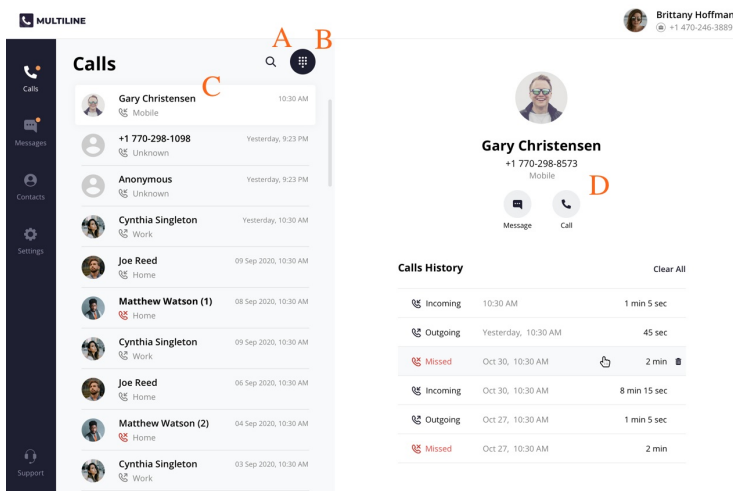 MULTILINE
Brittany Hoffman
+1 470-246-3889
A
B
C
D
Calls
Messages
Contacts
Settings
Support
Calls
Gary Christensen 10:30 AM
Mobile
+1 770-298-1098 Yesterday, 9:23 PM
Unknown
Anonymous Yesterday, 9:23 PM
Unknown
Cynthia Singleton Yesterday, 10:30 AM
Work
Joe Reed 09 Sep 2020, 10:30 AM
Home
Matthew Watson (1) 08 Sep 2020, 10:30 AM
Home
Cynthia Singleton 09 Sep 2020, 10:30 AM
Work
Joe Reed 06 Sep 2020, 10:30 AM
Home
Matthew Watson (2) 04 Sep 2020, 10:30 AM
Home
Cynthia Singleton 03 Sep 2020, 10:30 AM
Work
Gary Christensen
+1 770-298-8573
Mobile
Message Call
Calls History Clear All
Incoming 10:30 AM 1 min 5 sec
Outgoing Yesterday, 10:30 AM 45 sec
Missed Oct 30, 10:30 AM 2 min
Incoming Oct 30, 10:30 AM 8 min 15 sec
Outgoing Oct 27, 10:30 AM 1 min 5 sec
Missed Oct 27, 10:30 AM 2 min